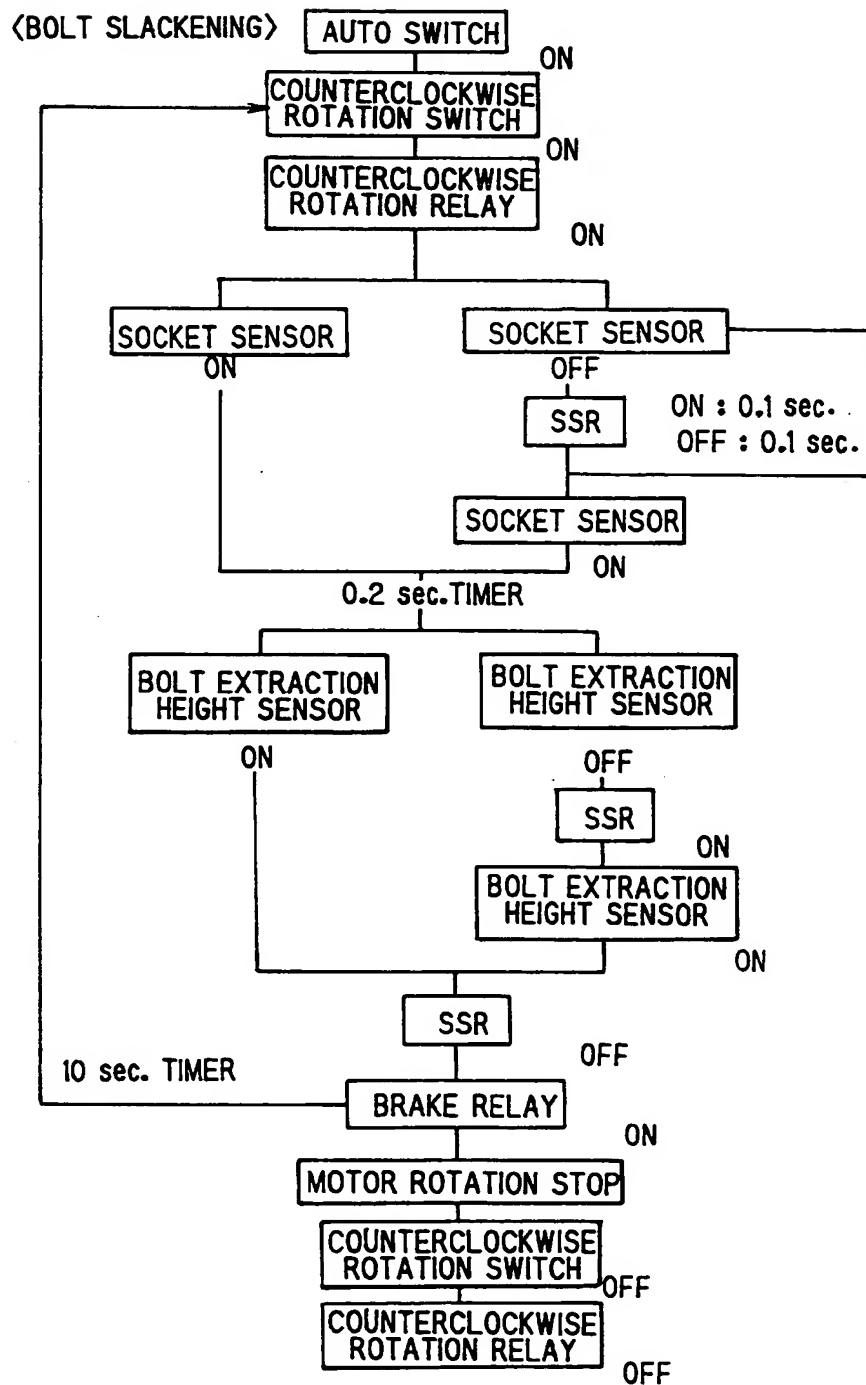 <BOLT SLACKENING>
AUTO SWITCH
ON
COUNTERCLOCKWISE
ROTATION SWITCH
ON
COUNTERCLOCKWISE
ROTATION RELAY
ON
SOCKET SENSOR
ON
SOCKET SENSOR
OFF
SSR
ON : 0.1 sec.
OFF : 0.1 sec.
SOCKET SENSOR
ON
0.2 sec.TIMER
BOLT EXTRACTION
HEIGHT SENSOR
ON
BOLT EXTRACTION
HEIGHT SENSOR
OFF
SSR
ON
BOLT EXTRACTION
HEIGHT SENSOR
ON
SSR
OFF
10 sec. TIMER
BRAKE RELAY
ON
MOTOR ROTATION STOP
COUNTERCLOCKWISE
ROTATION SWITCH
OFF
COUNTERCLOCKWISE
ROTATION RELAY
OFF